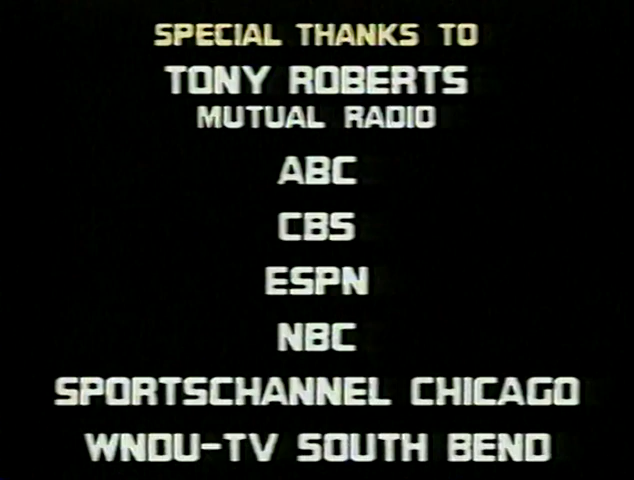 SPECIAL THANKS TO
TONY ROBERTS
MUTUAL RADIO
ABC
CBS
ESPN
NBC
SPORTSCHANNEL CHICAGO
WNDU-TV SOUTH BEND